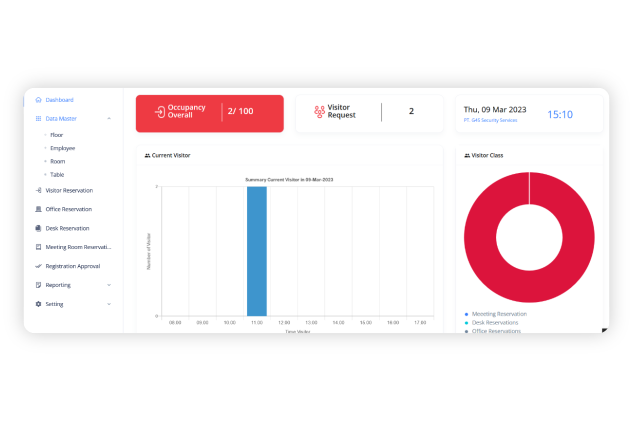 Dashboard
Data Master
Floor
Employee
Room
Table
Visitor Reservation
Office Reservation
Desk Reservation
Meeting Room Reservati...
Registration Approval
Reporting
Setting
Occupancy
Overall
2/ 100
Visitor
Request
2
Thu, 09 Mar 2023
PT. G4S Security Services
15:10
Current Visitor
Summary Current Visitor in 09-Mar-2023
Number of Visitor
2
0
08:00 09:00 10:00 11:00 12:00 13:00 14:00 15:00 16:00 17:00
Time Visitor
Visitor Class
Meeeting Reservation
Desk Reservations
Office Reservations